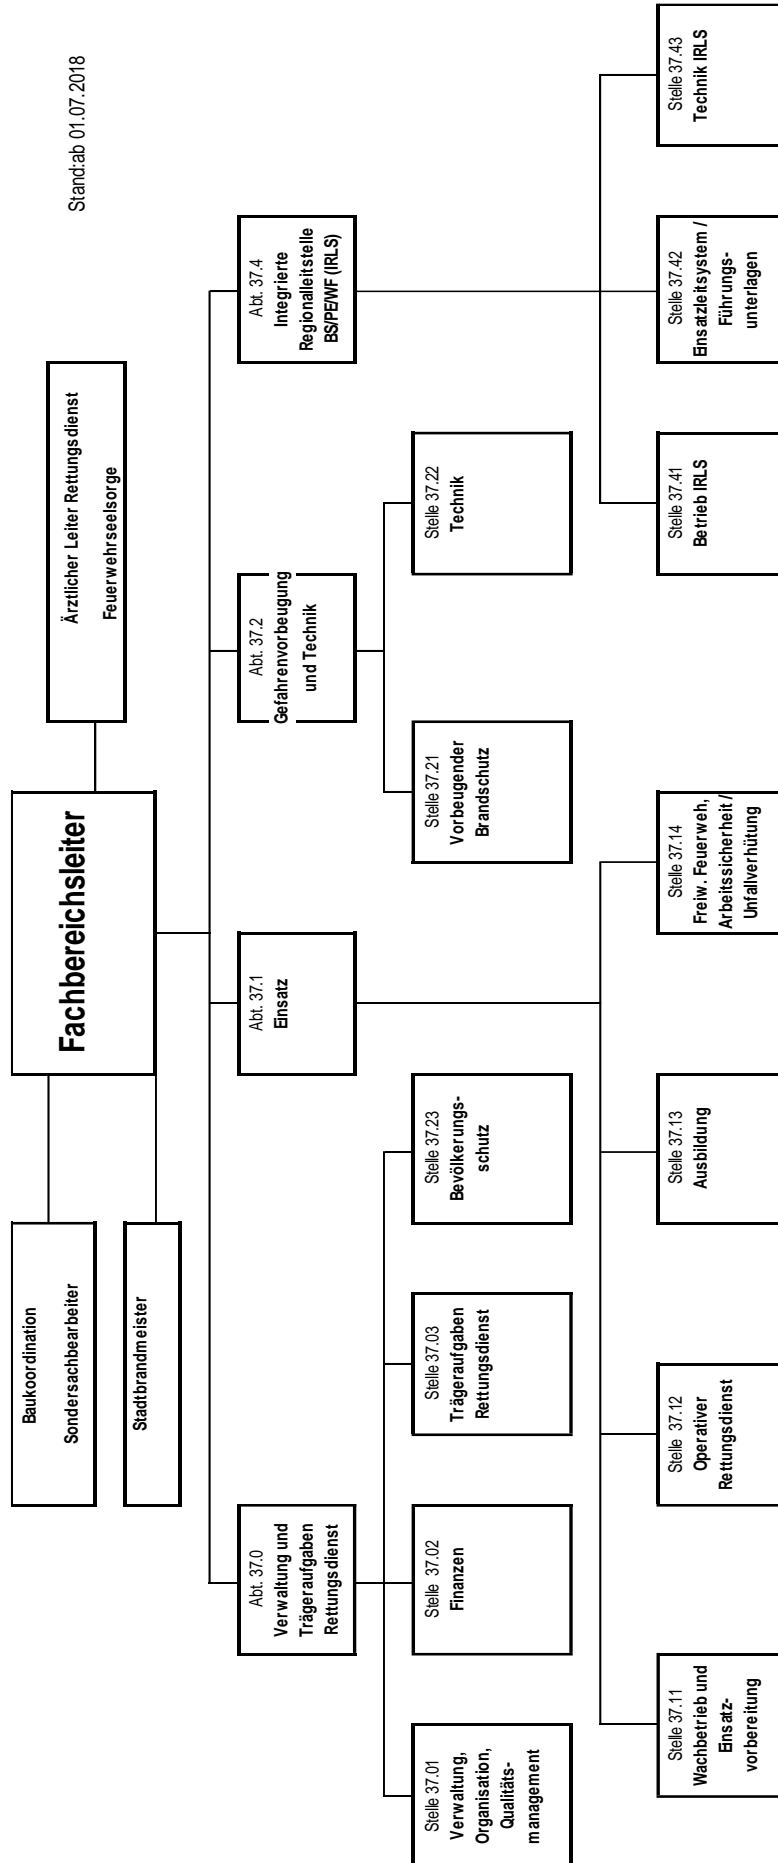 Stand:ab 01.07.2018
Fachbereichsleiter
Baukoordination
Sondersachbearbeiter
Stadtbrandmeister
Ärztlicher Leiter Rettungsdienst
Feuerwehrseelsorge
Abt. 37.0
Verwaltung und
Trägeraufgaben
Rettungsdienst
Abt. 37.1
Einsatz
Abt. 37.2
Gefahrenvorbeugung
und Technik
Abt. 37.4
Integrierte
Regionalleitstelle
BS/PE/WF (IRLS)
Stelle 37.01
Verwaltung,
Organisation,
Qualitäts-
management
Stelle 37.02
Finanzen
Stelle 37.03
Trägeraufgaben
Rettungsdienst
Stelle 37.23
Bevölkerungs-
schutz
Stelle 37.21
Vorbeugender
Brandschutz
Stelle 37.22
Technik
Stelle 37.11
Wachbetrieb und
Einsatz-
vorbereitung
Stelle 37.12
Operativer
Rettungsdienst
Stelle 37.13
Ausbildung
Stelle 37.14
Freiw. Feuerweh,
Arbeitssicherheit /
Unfallverhütung
Stelle 37.41
Betrieb IRLS
Stelle 37.42
Einsatzleitsystem /
Führungs-
unterlagen
Stelle 37.43
Technik IRLS